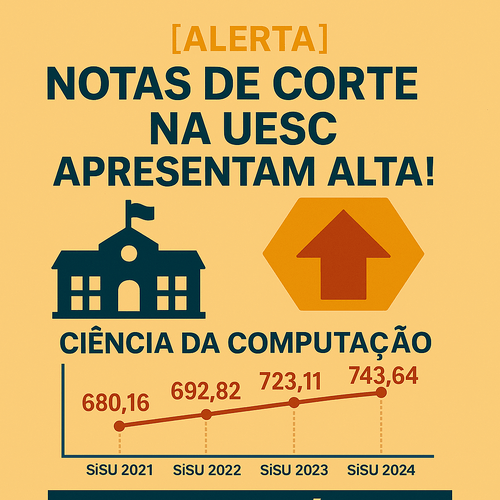 [ALERTA]
NOTAS DE CORTE
NA UESC
APRESENTAM ALTA!
CIÊNCIA DA COMPUTAÇÃO
680,16 692,82 723,11 743,64
SiSU 2021 SiSU 2022 SiSU 2023 SiSU 2024